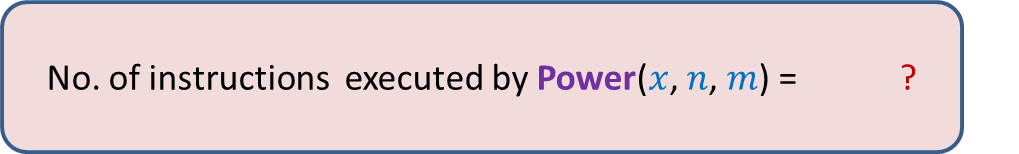 No. of instructions executed by Power(𝑥, 𝑛, 𝑚) = ?